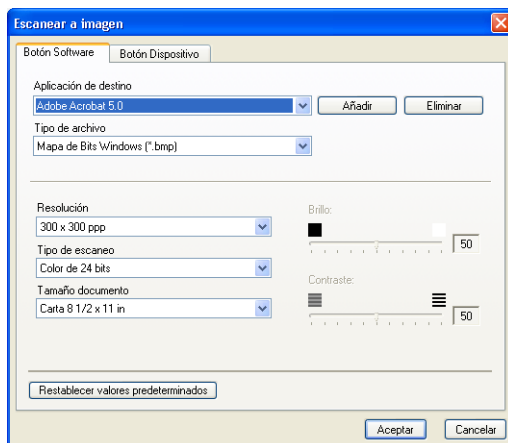 Escanear a imagen
Botón Software
Botón Dispositivo
Aplicación de destino
Adobe Acrobat 5.0
Añadir
Eliminar
Tipo de archivo
Mapa de Bits Windows (*.bmp)
Resolución
300 x 300 ppp
Tipo de escaneo
Color de 24 bits
Tamaño documento
Carta 8 1/2 x 11 in
Brillo:
50
Contraste:
50
Restablecer valores predeterminados
Aceptar
Cancelar